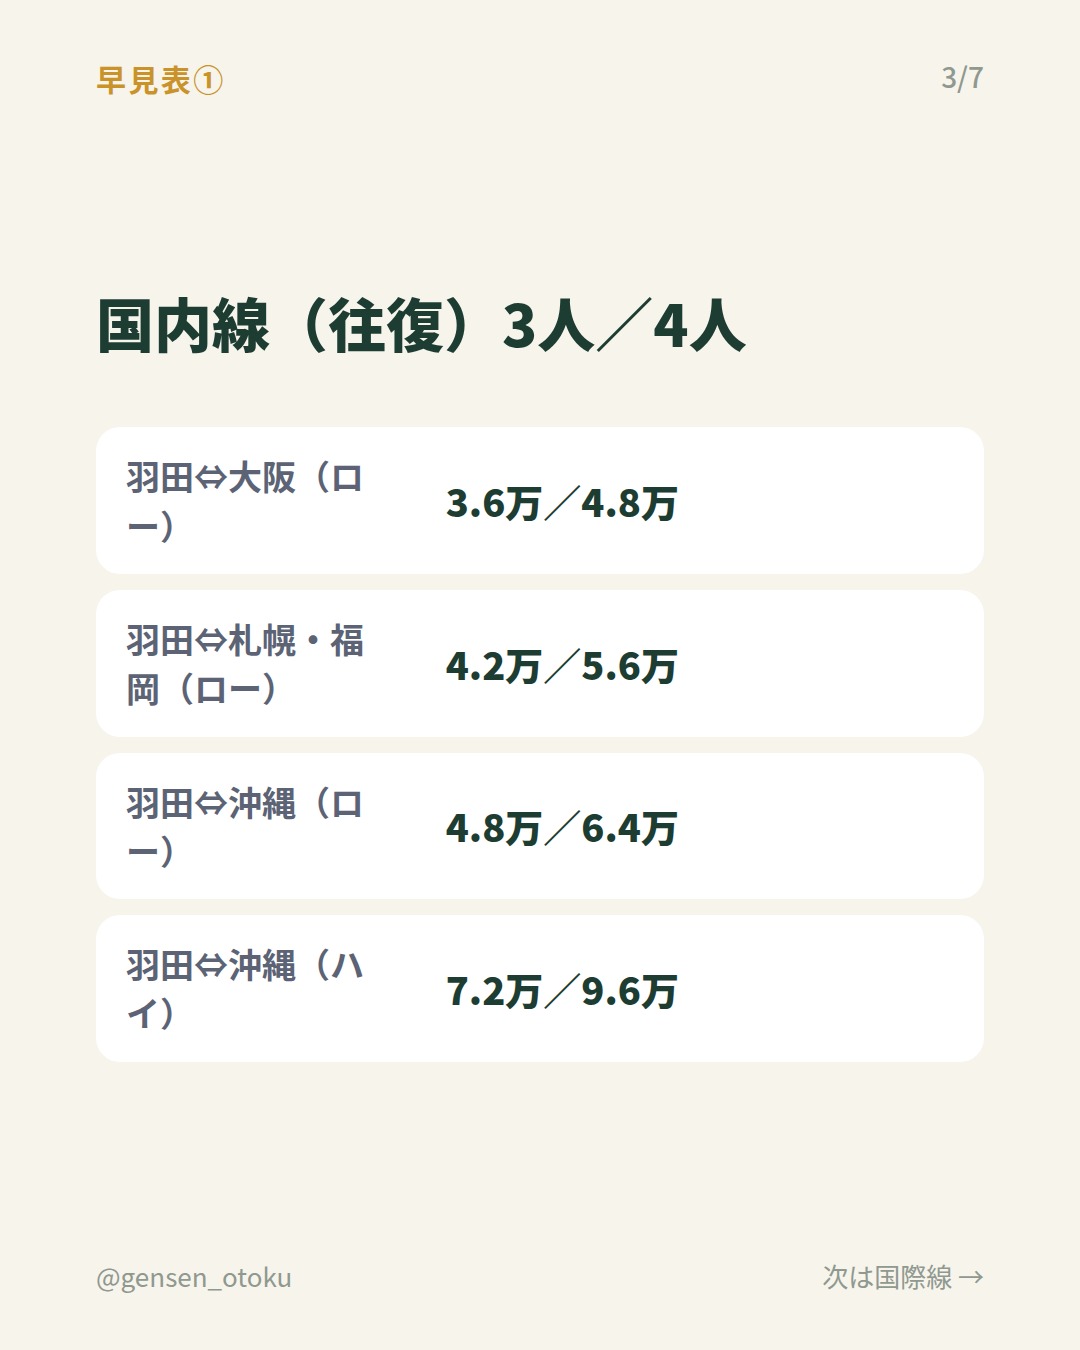 早見表①
3/7
国内線（往復）3人／4人
羽田⇔大阪（ロ
ー）
3.6万／4.8万
羽田⇔札幌・福
岡（ロー）
4.2万／5.6万
羽田⇔沖縄（ロ
ー）
4.8万／6.4万
羽田⇔沖縄（ハ
イ）
7.2万／9.6万
@gensen_otoku
次は国際線 →